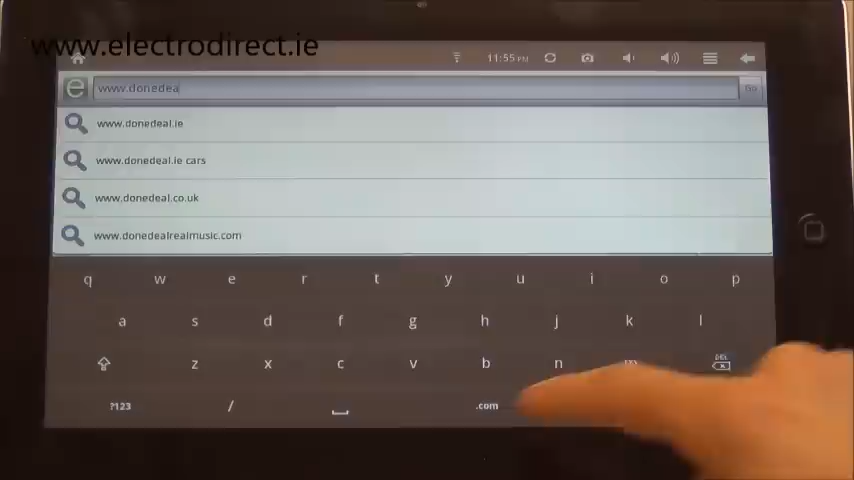 www.electrodirect.ie
11:55 PM
e www.donedea Go
www.donedeal.ie
www.donedeal.ie cars
www.donedeal.co.uk
www.donedealrealmusic.com
q w e r t y u i o p
a s d f g h j k l
z x c v b n DEL
?123 / .com